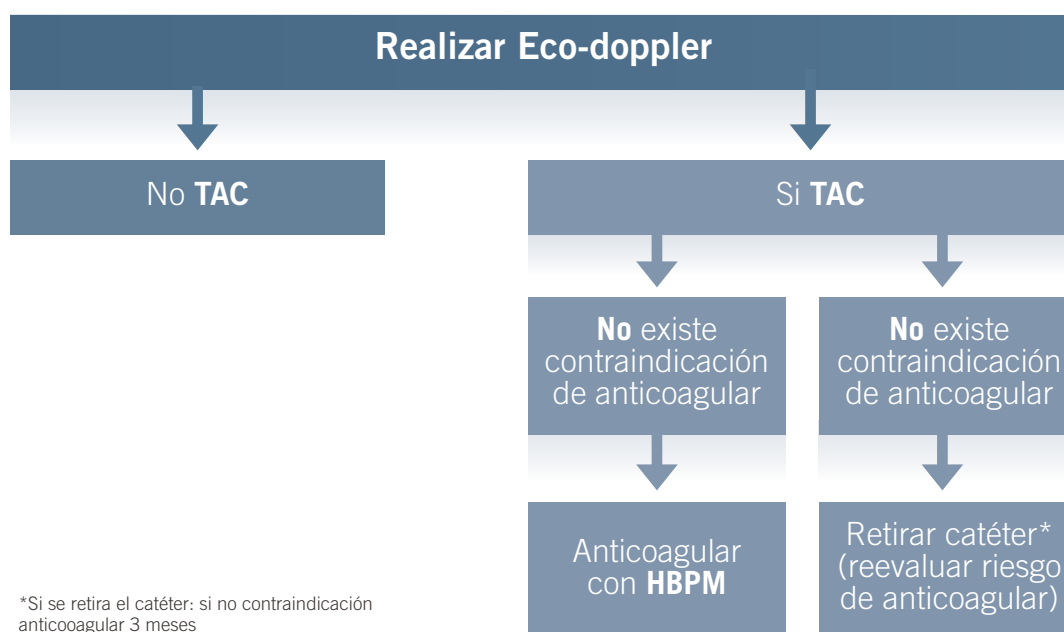 Realizar Eco-doppler
No TAC
Si TAC
No existe
contraindicación
de anticoagular
No existe
contraindicación
de anticoagular
Anticoagular
con HBPM
Retirar catéter*
(reevaluar riesgo
de anticoagular)
*Si se retira el catéter: si no contraindicación
anticooagular 3 meses